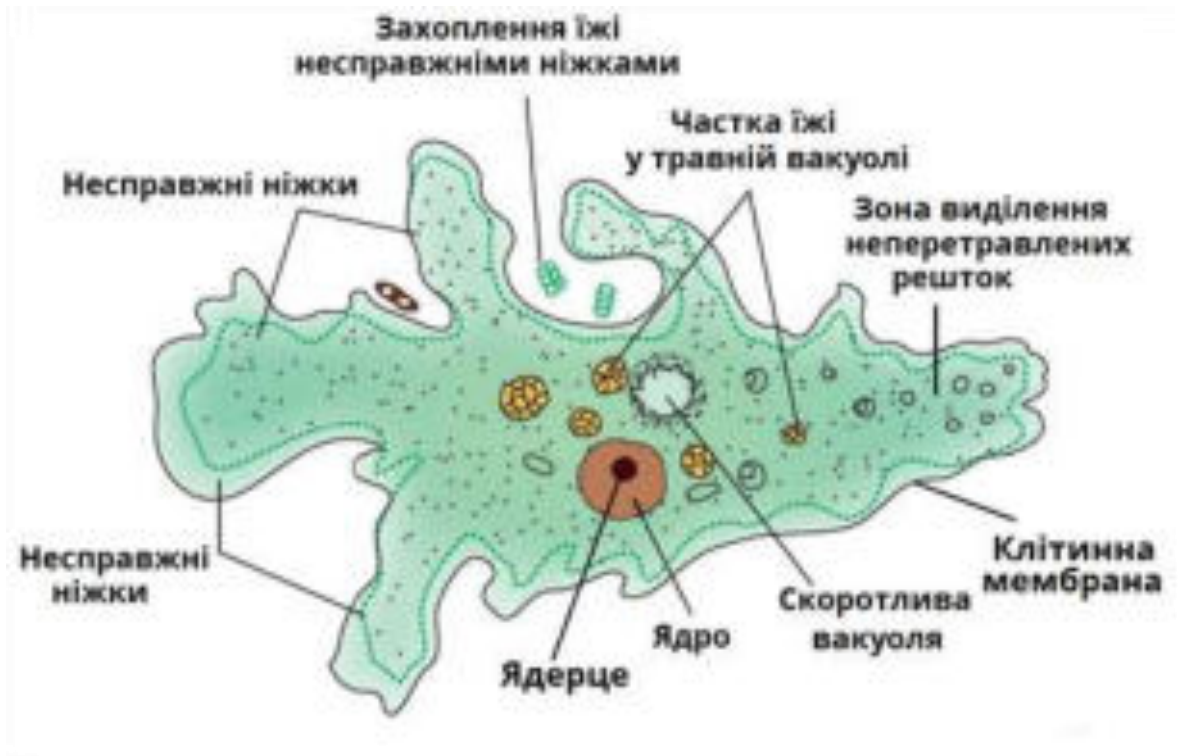 Захоплення їжі
несправжніми ніжками
Частка їжі
у травній вакуолі
Несправжні ніжки
Зона виділення
неперетравлених
решток
Несправжні
ніжки
Клітинна
мембрана
Скоротлива
вакуоля
Ядро
Ядерце